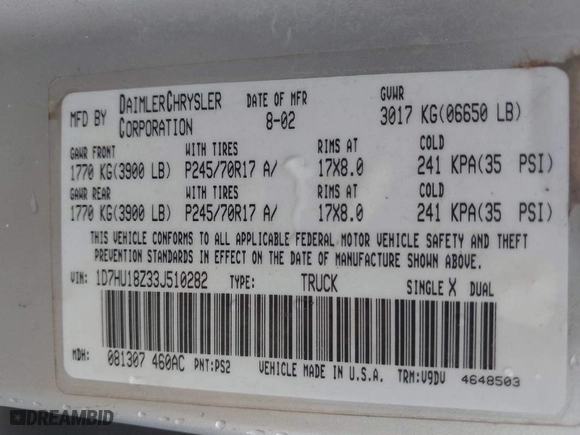 MFD BY DAIMLERCHRYSLER CORPORATION DATE OF MFR 8-02 GVWR 3017 KG(06650 LB)
GAWR FRONT WITH TIRES RIMS AT COLD
1770 KG(3900 LB) P245/70R17 A/ 17X8.0 241 KPA(35 PSI)
GAWR REAR WITH TIRES RIMS AT COLD
1770 KG(3900 LB) P245/70R17 A/ 17X8.0 241 KPA(35 PSI)
THIS VEHICLE CONFORMS TO ALL APPLICABLE FEDERAL MOTOR VEHICLE SAFETY AND THEFT
PREVENTION STANDARDS IN EFFECT ON THE DATE OF MANUFACTURE SHOWN ABOVE.
VIN: 1D7HU18Z33J510282 TYPE: TRUCK SINGLE X DUAL
MDH: 081307 460AC PNT:PS2 VEHICLE MADE IN U.S.A. TRM:V9DV 4648503
DREAMBID